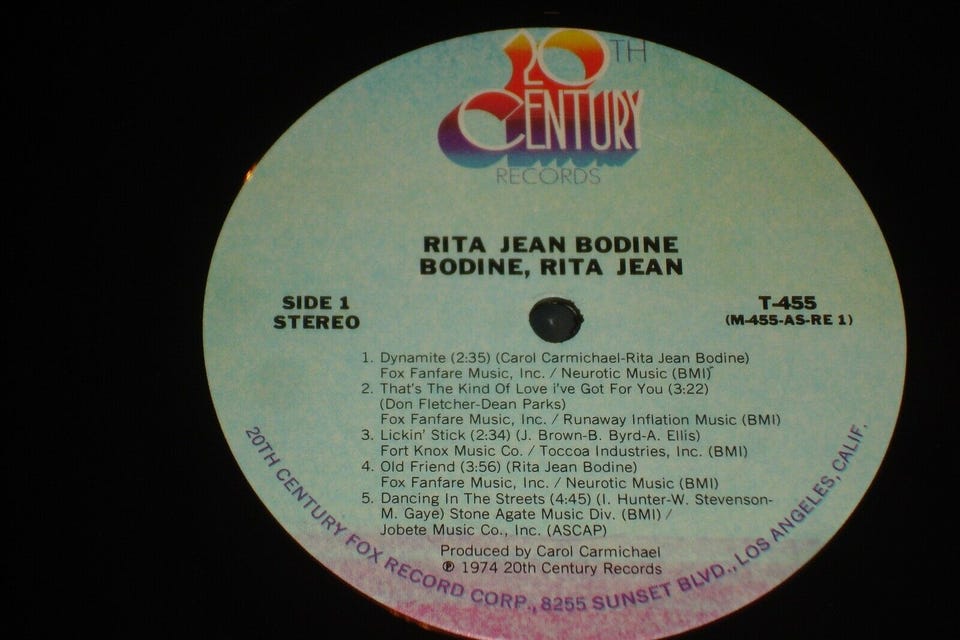 20TH
CENTURY
RECORDS
RITA JEAN BODINE
BODINE, RITA JEAN
SIDE 1
STEREO
T-455
(M-455-AS-RE 1)
1. Dynamite (2:35) (Carol Carmichael-Rita Jean Bodine)
Fox Fanfare Music, Inc. / Neurotic Music (BMI)
2. That's The Kind Of Love i've Got For You (3:22)
(Don Fletcher-Dean Parks)
Fox Fanfare Music, Inc. / Runaway Inflation Music (BMI)
3. Lickin' Stick (2:34) (J. Brown-B. Byrd-A. Ellis)
Fort Knox Music Co. / Toccoa Industries, Inc. (BMI)
4. Old Friend (3:56) (Rita Jean Bodine)
Fox Fanfare Music, Inc. / Neurotic Music (BMI)
5. Dancing In The Streets (4:45) (I. Hunter-W. Stevenson-
M. Gaye) Stone Agate Music Div. (BMI) /
Jobete Music Co., Inc. (ASCAP)
Produced by Carol Carmichael
℗ 1974 20th Century Records
20TH CENTURY FOX RECORD CORP., 8255 SUNSET BLVD., LOS ANGELES, CALIF.